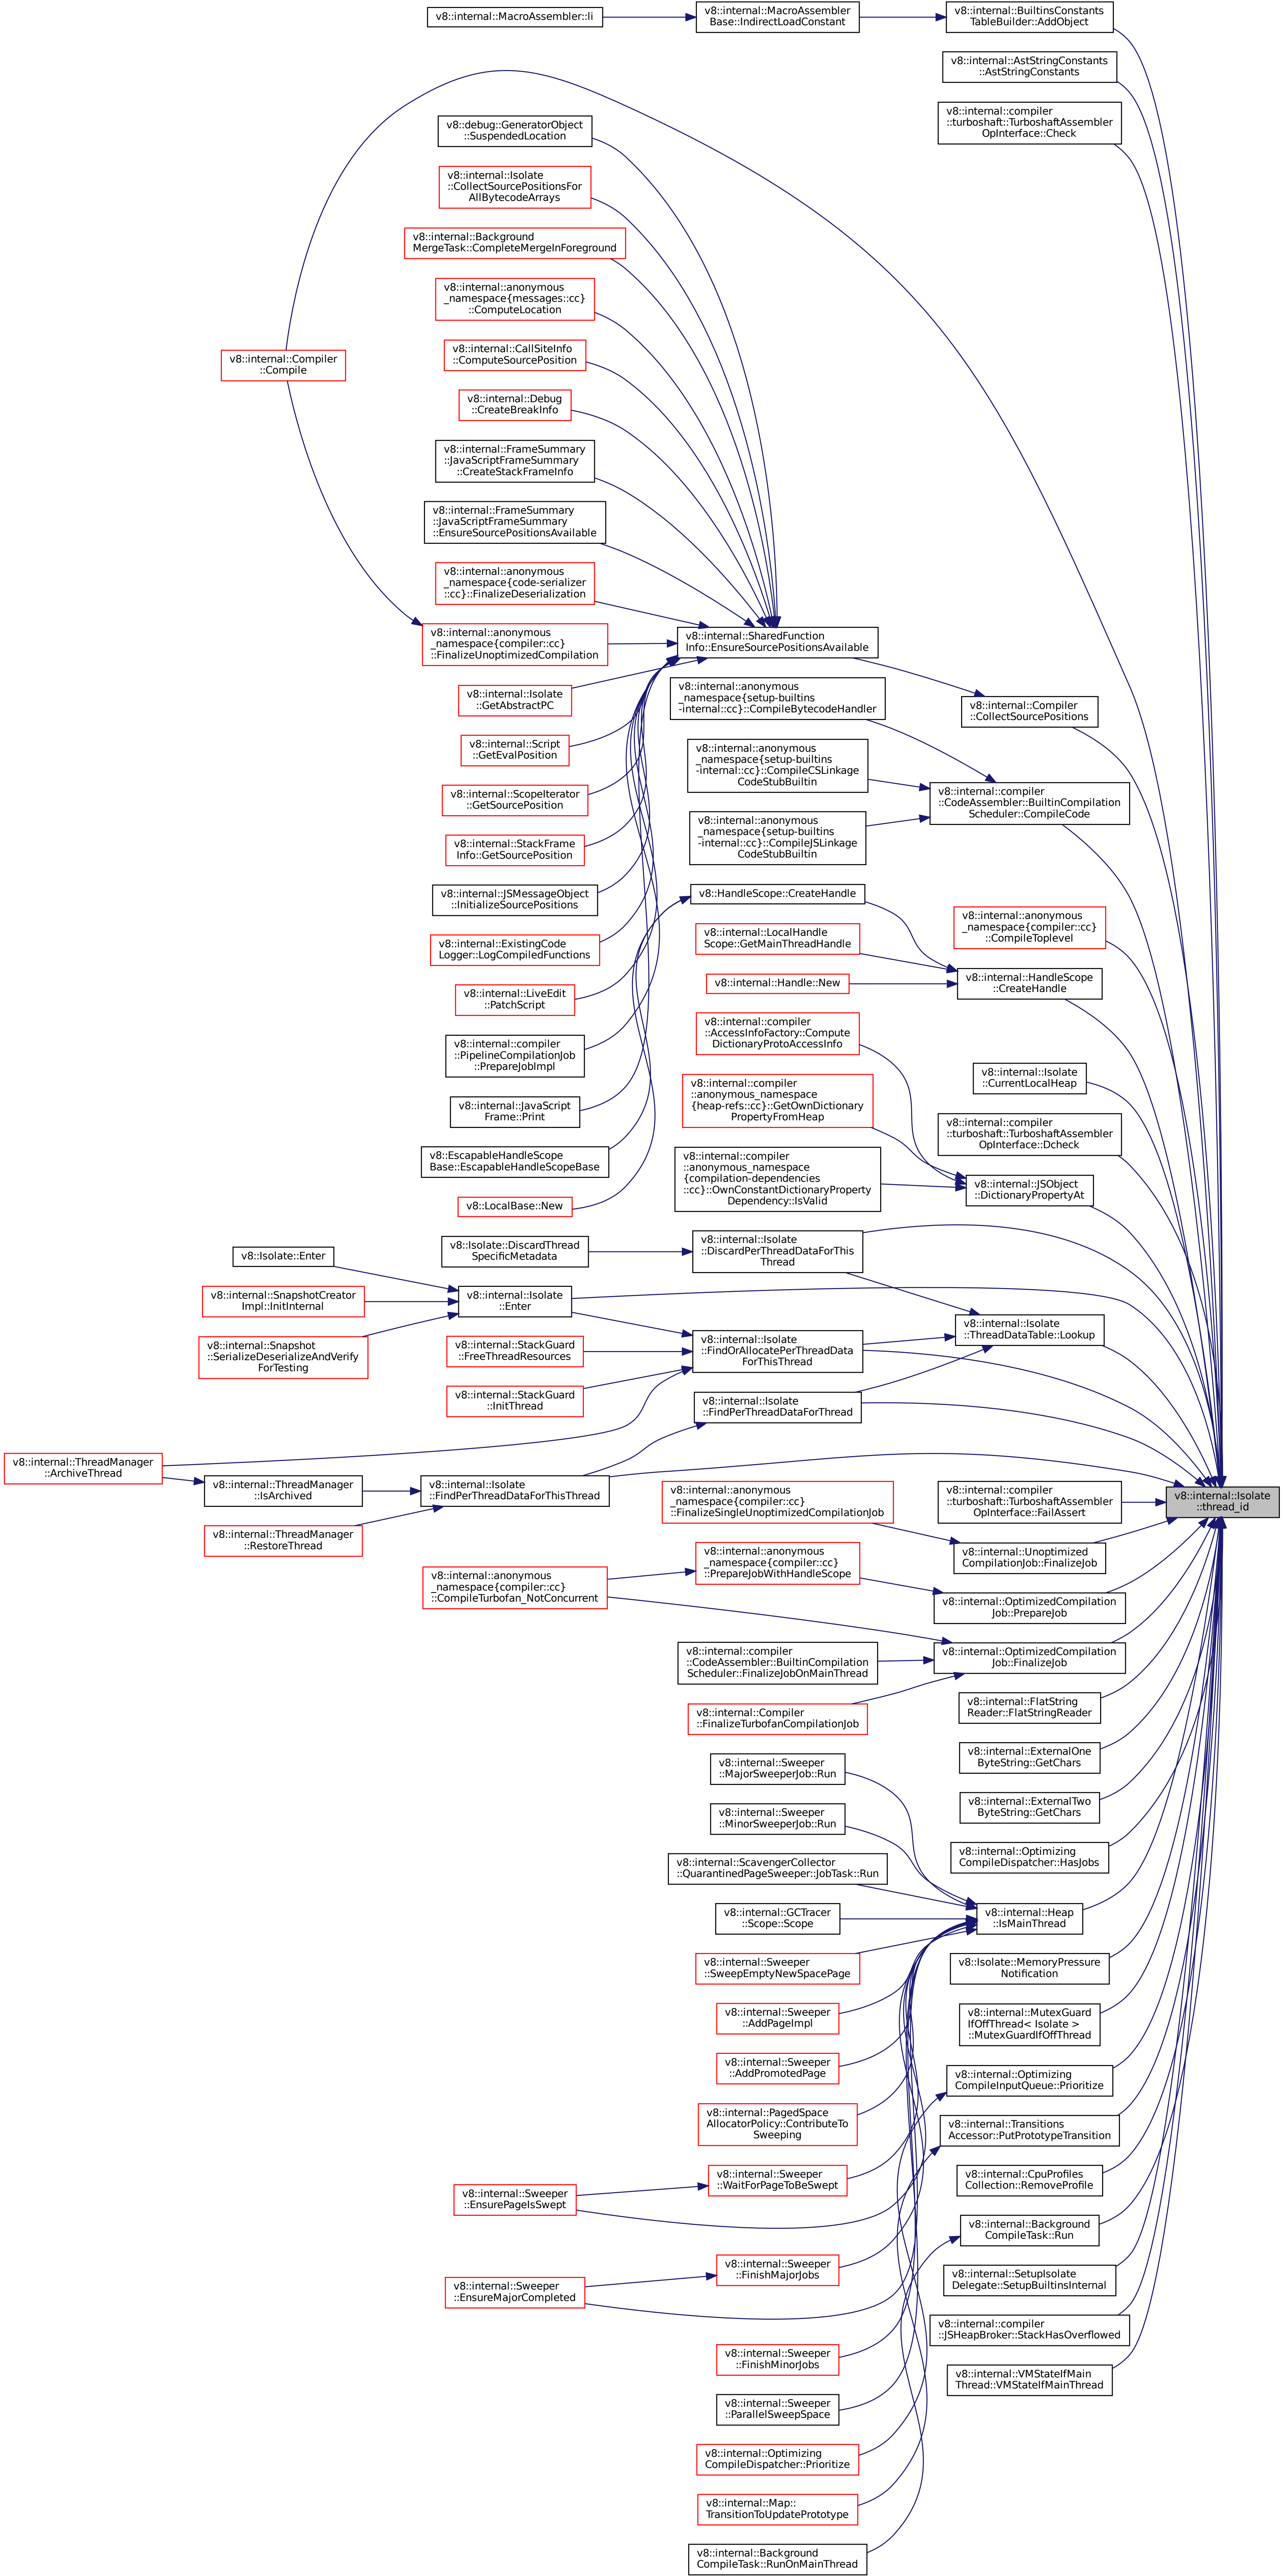 v8::internal::MacroAssembler::li
v8::internal::MacroAssembler
Base::IndirectLoadConstant
v8::internal::BuiltinsConstants
TableBuilder::AddObject
v8::internal::AstStringConstants
::AstStringConstants
v8::internal::compiler
::turboshaft::TurboshaftAssembler
OpInterface::Check
v8::debug::GeneratorObject
::SuspendedLocation
v8::internal::Isolate
::CollectSourcePositionsFor
AllBytecodeArrays
v8::internal::Background
MergeTask::CompleteMergeInForeground
v8::internal::anonymous
_namespace{messages::cc}
::ComputeLocation
v8::internal::CallSiteInfo
::ComputeSourcePosition
v8::internal::Compiler
::Compile
v8::internal::Debug
::CreateBreakInfo
v8::internal::FrameSummary
::JavaScriptFrameSummary
::CreateStackFrameInfo
v8::internal::FrameSummary
::JavaScriptFrameSummary
::EnsureSourcePositionsAvailable
v8::internal::anonymous
_namespace{code-serializer
::cc}::FinalizeDeserialization
v8::internal::anonymous
_namespace{compiler::cc}
::FinalizeUnoptimizedCompilation
v8::internal::SharedFunction
Info::EnsureSourcePositionsAvailable
v8::internal::Isolate
::GetAbstractPC
v8::internal::anonymous
_namespace{setup-builtins
-internal::cc}::CompileBytecodeHandler
v8::internal::Compiler
::CollectSourcePositions
v8::internal::Script
::GetEvalPosition
v8::internal::anonymous
_namespace{setup-builtins
-internal::cc}::CompileCSLinkage
CodeStubBuiltin
v8::internal::ScopeIterator
::GetSourcePosition
v8::internal::compiler
::CodeAssembler::BuiltinCompilation
Scheduler::CompileCode
v8::internal::StackFrame
Info::GetSourcePosition
v8::internal::anonymous
_namespace{setup-builtins
-internal::cc}::CompileJSLinkage
CodeStubBuiltin
v8::internal::JSMessageObject
::InitializeSourcePositions
v8::HandleScope::CreateHandle
v8::internal::ExistingCode
Logger::LogCompiledFunctions
v8::internal::LocalHandle
Scope::GetMainThreadHandle
v8::internal::anonymous
_namespace{compiler::cc}
::CompileToplevel
v8::internal::LiveEdit
::PatchScript
v8::internal::Handle::New
v8::internal::HandleScope
::CreateHandle
v8::internal::compiler
::PipelineCompilationJob
::PrepareJobImpl
v8::internal::compiler
::AccessInfoFactory::Compute
DictionaryProtoAccessInfo
v8::internal::Isolate
::CurrentLocalHeap
v8::internal::JavaScript
Frame::Print
v8::internal::compiler
::anonymous_namespace
{heap-refs::cc}::GetOwnDictionary
PropertyFromHeap
v8::internal::compiler
::turboshaft::TurboshaftAssembler
OpInterface::Dcheck
v8::EscapableHandleScope
Base::EscapableHandleScopeBase
v8::internal::compiler
::anonymous_namespace
{compilation-dependencies
::cc}::OwnConstantDictionaryProperty
Dependency::IsValid
v8::internal::JSObject
::DictionaryPropertyAt
v8::LocalBase::New
v8::Isolate::Enter
v8::Isolate::DiscardThread
SpecificMetadata
v8::internal::Isolate
::DiscardPerThreadDataForThis
Thread
v8::internal::SnapshotCreator
Impl::InitInternal
v8::internal::Isolate
::Enter
v8::internal::Isolate
::ThreadDataTable::Lookup
v8::internal::Snapshot
::SerializeDeserializeAndVerify
ForTesting
v8::internal::StackGuard
::FreeThreadResources
v8::internal::Isolate
::FindOrAllocatePerThreadData
ForThisThread
v8::internal::StackGuard
::InitThread
v8::internal::Isolate
::FindPerThreadDataForThread
v8::internal::ThreadManager
::ArchiveThread
v8::internal::ThreadManager
::IsArchived
v8::internal::Isolate
::FindPerThreadDataForThisThread
v8::internal::anonymous
_namespace{compiler::cc}
::FinalizeSingleUnoptimizedCompilationJob
v8::internal::compiler
::turboshaft::TurboshaftAssembler
OpInterface::FailAssert
v8::internal::Isolate
::thread_id
v8::internal::ThreadManager
::RestoreThread
v8::internal::Unoptimized
CompilationJob::FinalizeJob
v8::internal::anonymous
_namespace{compiler::cc}
::CompileTurbofan_NotConcurrent
v8::internal::anonymous
_namespace{compiler::cc}
::PrepareJobWithHandleScope
v8::internal::OptimizedCompilation
Job::PrepareJob
v8::internal::compiler
::CodeAssembler::BuiltinCompilation
Scheduler::FinalizeJobOnMainThread
v8::internal::OptimizedCompilation
Job::FinalizeJob
v8::internal::Compiler
::FinalizeTurbofanCompilationJob
v8::internal::FlatString
Reader::FlatStringReader
v8::internal::Sweeper
::MajorSweeperJob::Run
v8::internal::ExternalOne
ByteString::GetChars
v8::internal::Sweeper
::MinorSweeperJob::Run
v8::internal::ExternalTwo
ByteString::GetChars
v8::internal::ScavengerCollector
::QuarantinedPageSweeper::JobTask::Run
v8::internal::Optimizing
CompileDispatcher::HasJobs
v8::internal::GCTracer
::Scope::Scope
v8::internal::Heap
::IsMainThread
v8::internal::Sweeper
::SweepEmptyNewSpacePage
v8::Isolate::MemoryPressure
Notification
v8::internal::Sweeper
::AddPageImpl
v8::internal::MutexGuard
IfOffThread< Isolate >
::MutexGuardIfOffThread
v8::internal::Sweeper
::AddPromotedPage
v8::internal::Optimizing
CompileInputQueue::Prioritize
v8::internal::PagedSpace
AllocatorPolicy::ContributeTo
Sweeping
v8::internal::Transitions
Accessor::PutPrototypeTransition
v8::internal::Sweeper
::EnsurePageIsSwept
v8::internal::Sweeper
::WaitForPageToBeSwept
v8::internal::CpuProfiles
Collection::RemoveProfile
v8::internal::Background
CompileTask::Run
v8::internal::Sweeper
::EnsureMajorCompleted
v8::internal::Sweeper
::FinishMajorJobs
v8::internal::SetupIsolate
Delegate::SetupBuiltinsInternal
v8::internal::compiler
::JSHeapBroker::StackHasOverflowed
v8::internal::Sweeper
::FinishMinorJobs
v8::internal::VMStateIfMain
Thread::VMStateIfMainThread
v8::internal::Sweeper
::ParallelSweepSpace
v8::internal::Optimizing
CompileDispatcher::Prioritize
v8::internal::Map::
TransitionToUpdatePrototype
v8::internal::Background
CompileTask::RunOnMainThread